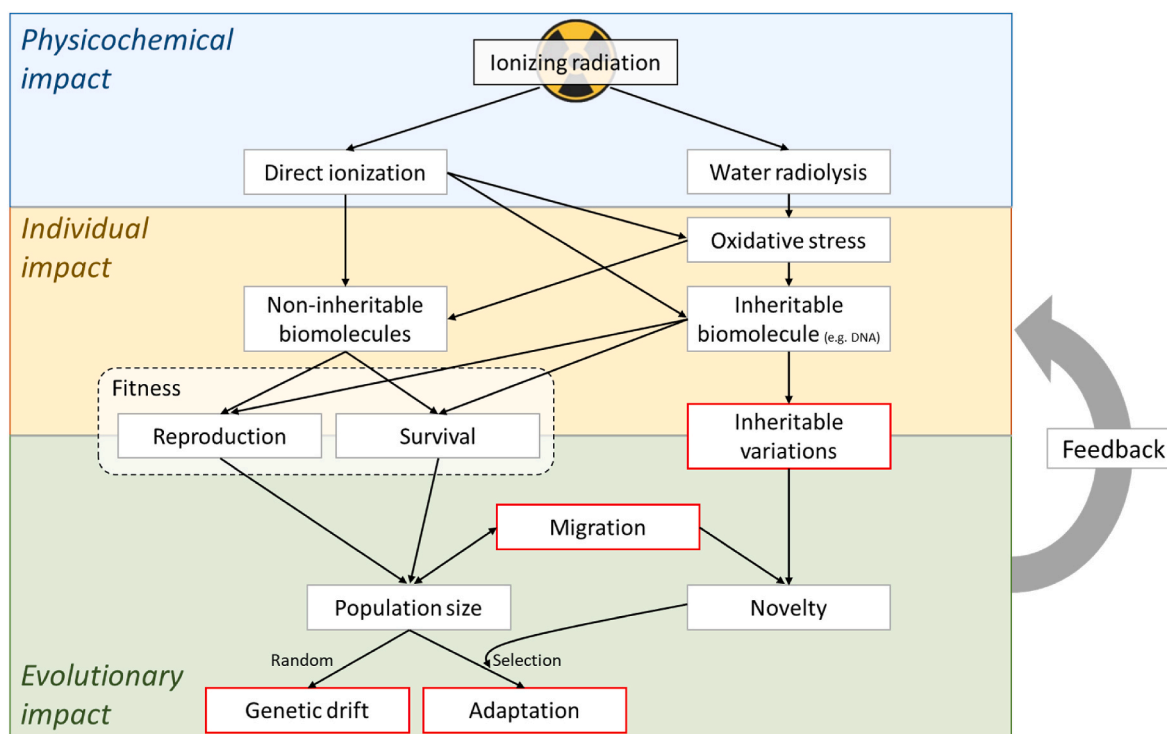 Physicochemical
impact
Ionizing radiation
Direct ionization
Water radiolysis
Individual
impact
Oxidative stress
Non-inheritable
biomolecules
Inheritable
biomolecule (e.g. DNA)
Fitness
Reproduction
Survival
Inheritable
variations
Feedback
Migration
Population size
Novelty
Random
Selection
Evolutionary
impact
Genetic drift
Adaptation